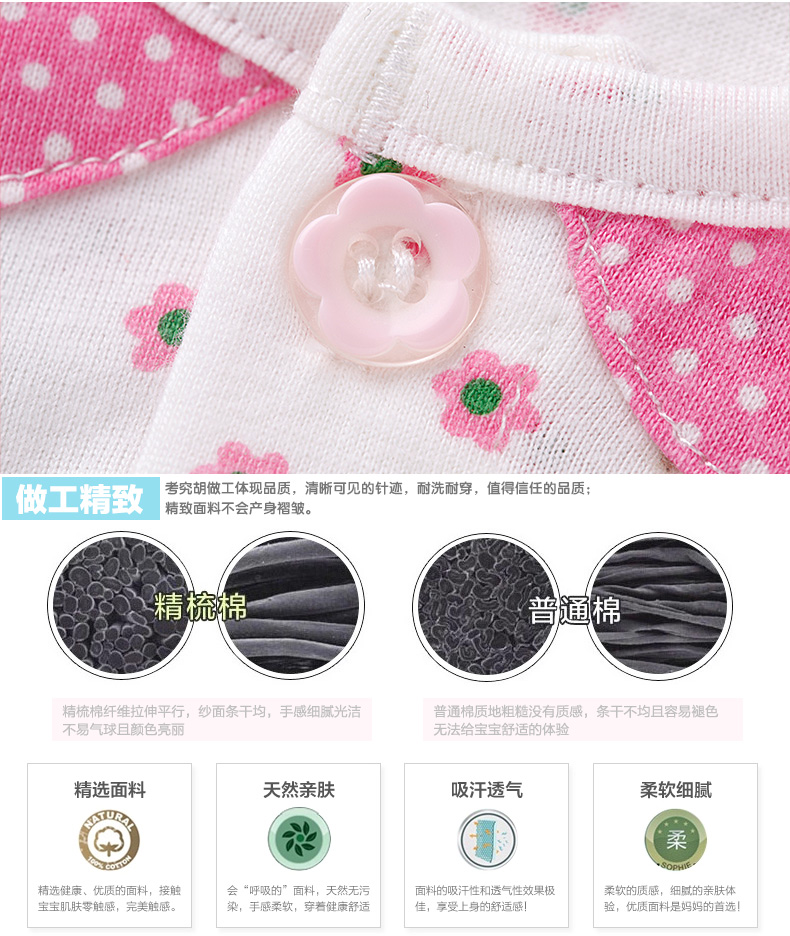 做工精致
考究胡做工体现品质，清晰可见的针迹，耐洗耐穿，值得信任的品质；
精致面料不会产身褶皱。
精梳棉
普通棉
精梳棉纤维拉伸平行，纱面条干均，手感细腻光洁
不易气球且颜色亮丽
普通棉质地粗糙没有质感，条干不均且容易褪色
无法给宝宝舒适的体验
精选面料
NATURAL
100% COTTON
精选健康、优质的面料，接触
宝宝肌肤零触感，完美触感。
天然亲肤
会“呼吸的”面料，天然无污
染，手感柔软，穿着健康舒适
吸汗透气
面料的吸汗性和透气性效果极
佳，享受上身的舒适感！
柔软细腻
柔
SOPHIE
柔软的质感，细腻的亲肤体
验，优质面料是妈妈的首选！